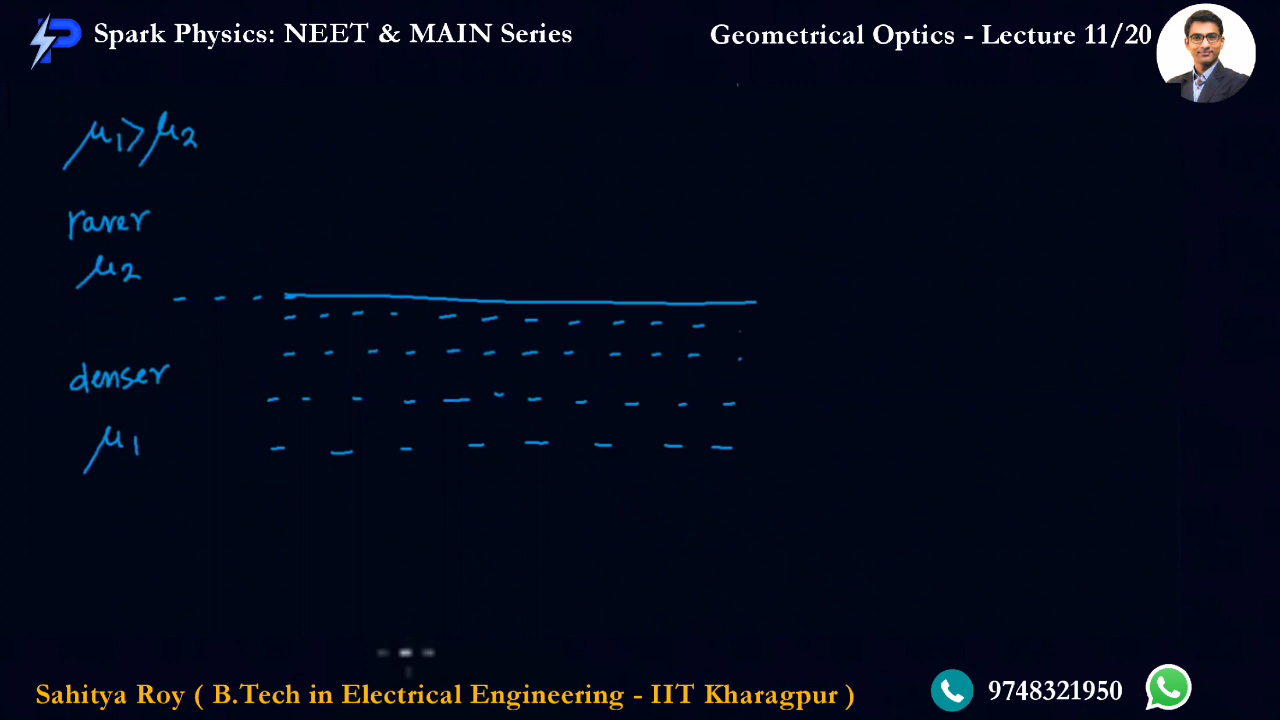 Spark Physics: NEET & MAIN Series
Geometrical Optics - Lecture 11/20
μ1>μ2
rarer
μ2
denser
μ1
Sahitya Roy ( B.Tech in Electrical Engineering - IIT Kharagpur )
9748321950